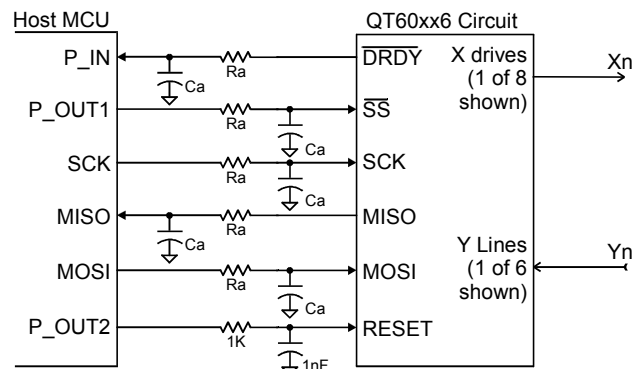 Host MCU
QT60xx6 Circuit
P_IN
Ra
Ca
DRDY
X drives
(1 of 8
shown)
Xn
P_OUT1
Ra
Ca
SS
SCK
Ra
Ca
SCK
MISO
Ra
Ca
MISO
Y Lines
(1 of 6
shown)
Yn
MOSI
Ra
Ca
MOSI
P_OUT2
1K
1nF
RESET